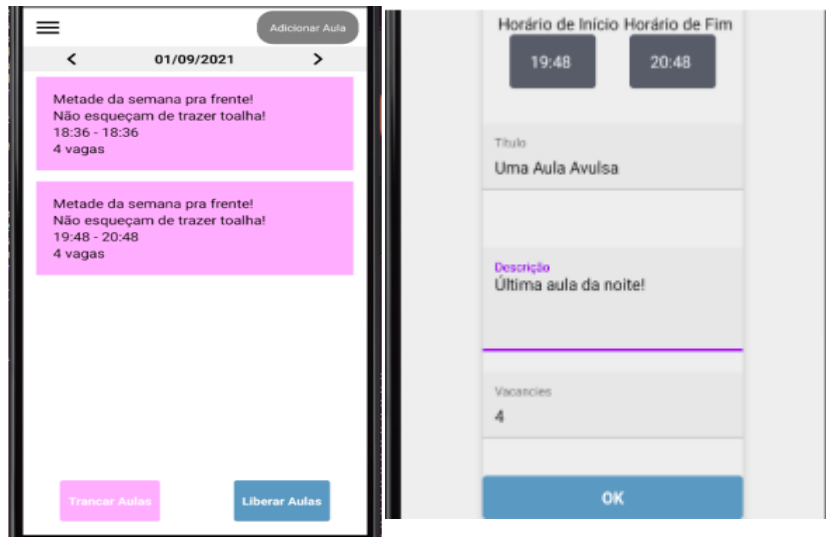 Adicionar Aula
01/09/2021
Metade da semana pra frente!
Não esqueçam de trazer toalha!
18:36 - 18:36
4 vagas
Metade da semana pra frente!
Não esqueçam de trazer toalha!
19:48 - 20:48
4 vagas
Trancar Aulas
Liberar Aulas
Horário de Início Horário de Fim
19:48 20:48
Título
Uma Aula Avulsa
Descrição
Última aula da noite!
Vacancies
4
OK